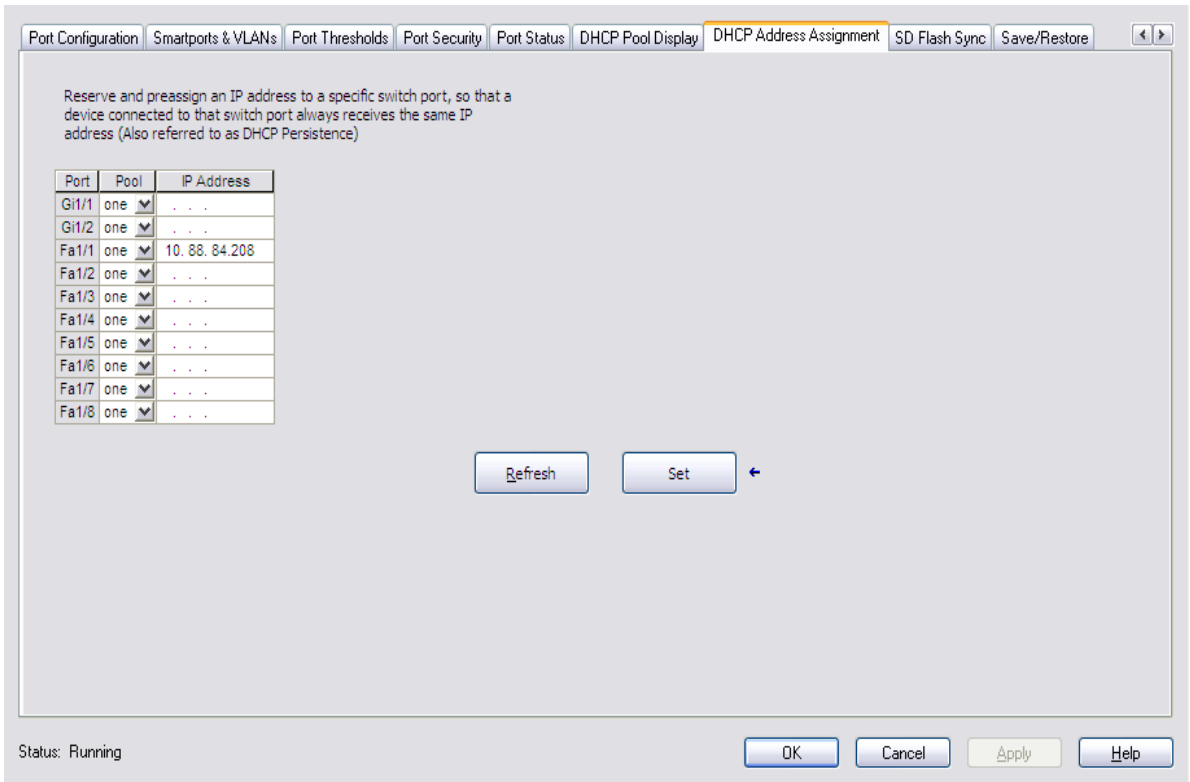 Port Configuration Smartports & VLANs Port Thresholds Port Security Port Status DHCP Pool Display DHCP Address Assignment SD Flash Sync Save/Restore
Reserve and preassign an IP address to a specific switch port, so that a
device connected to that switch port always receives the same IP
address (Also referred to as DHCP Persistence)
Port Pool IP Address
Gi1/1 one . . .
Gi1/2 one . . .
Fa1/1 one 10. 88. 84.208
Fa1/2 one . . .
Fa1/3 one . . .
Fa1/4 one . . .
Fa1/5 one . . .
Fa1/6 one . . .
Fa1/7 one . . .
Fa1/8 one . . .
Refresh Set
Status: Running OK Cancel Apply Help